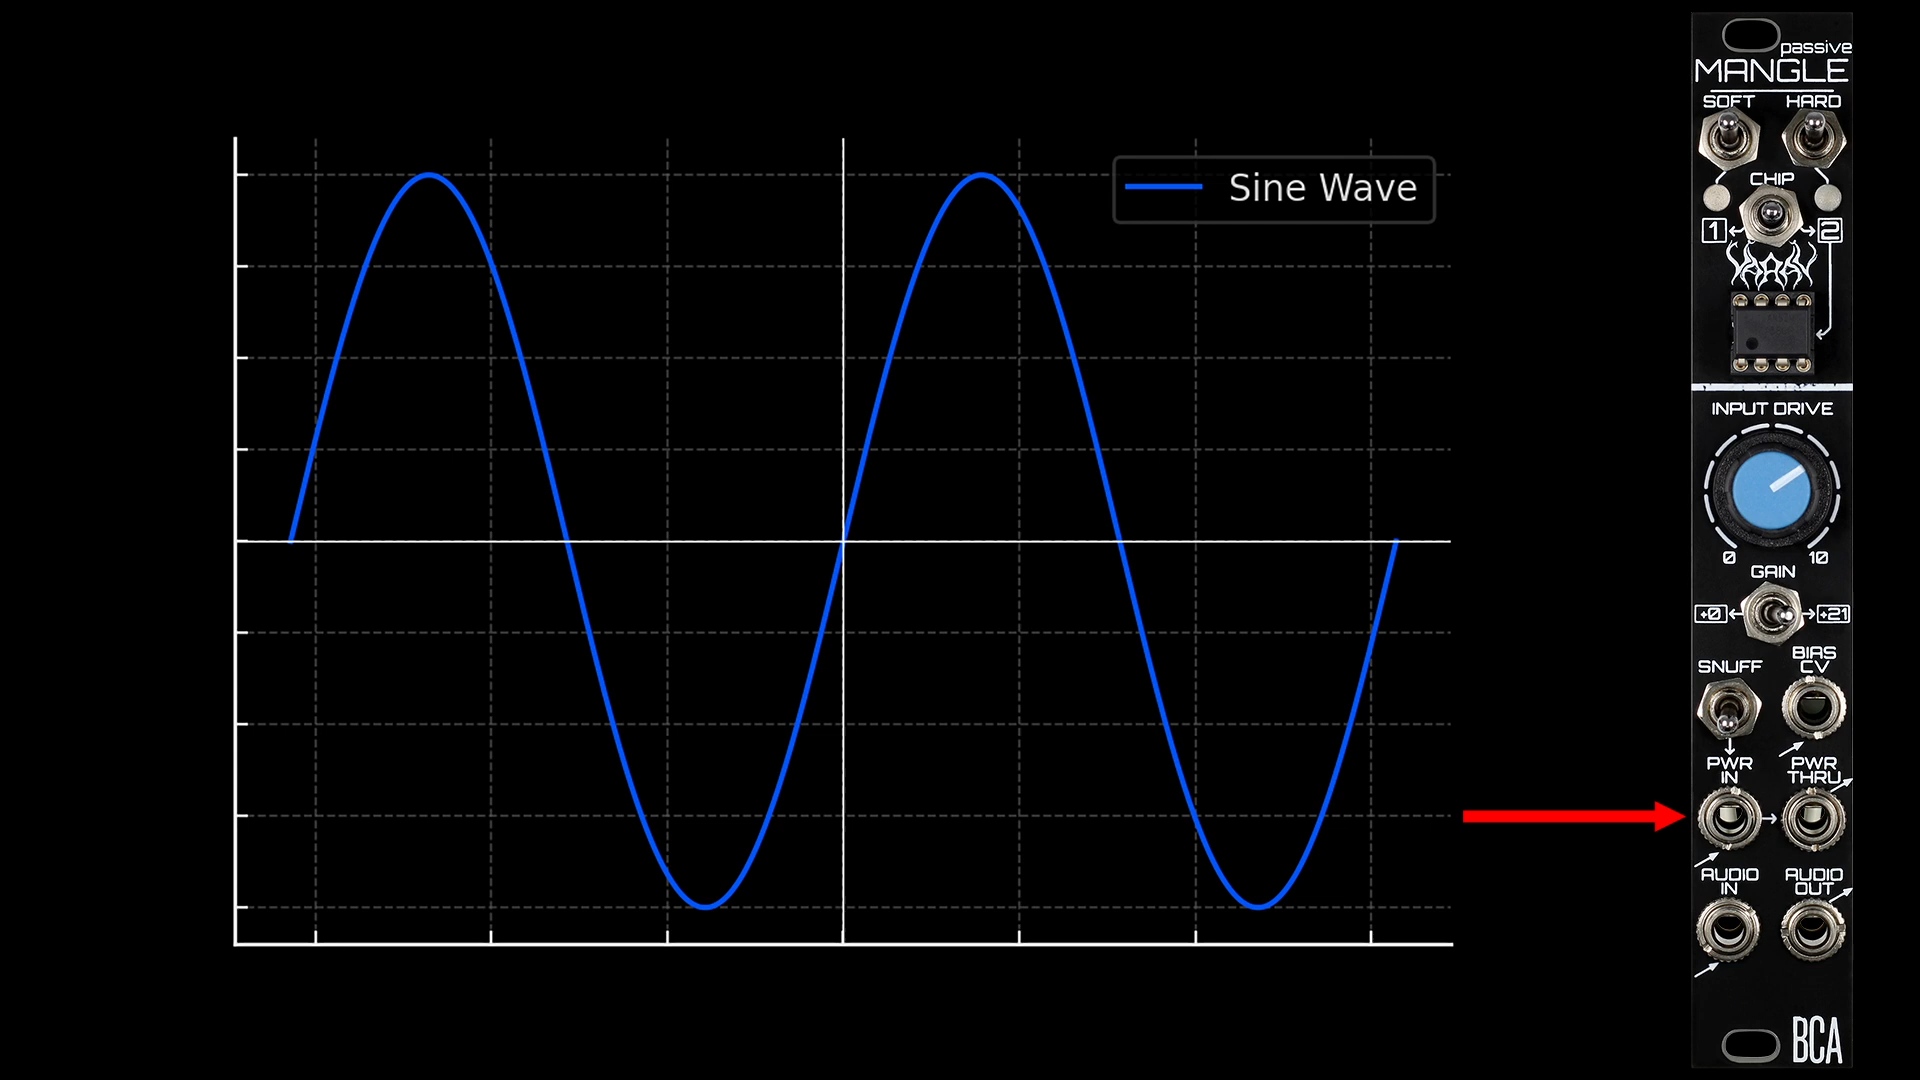 Sine Wave
passive
MANGLE
SOFT HARD
CHIP
1 2
INPUT DRIVE
0 10
GAIN
+0 +21
SNUFF BIAS
CV
PWR
IN
PWR
THRU
AUDIO
IN
AUDIO
OUT
BCA